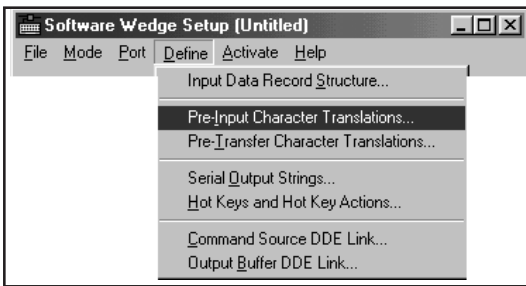 Software Wedge Setup (Untitled)
File Mode Port Define Activate Help
Input Data Record Structure...
Pre-Input Character Translations...
Pre-Transfer Character Translations...
Serial Output Strings...
Hot Keys and Hot Key Actions...
Command Source DDE Link...
Output Buffer DDE Link...